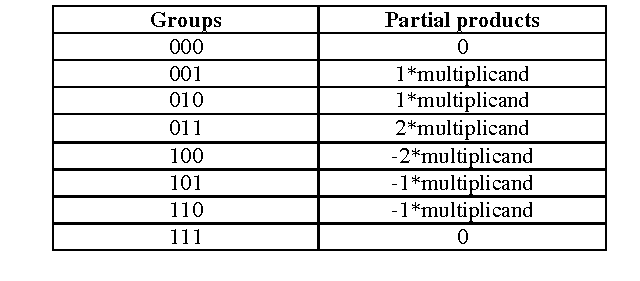 Groups Partial products
000 0
001 1*multiplicand
010 1*multiplicand
011 2*multiplicand
100 -2*multiplicand
101 -1*multiplicand
110 -1*multiplicand
111 0